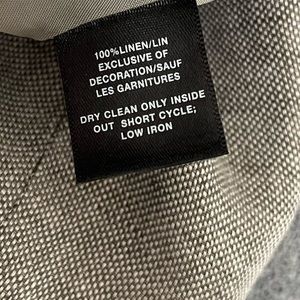 100%LINEN/LIN
EXCLUSIVE OF
DECORATION/SAUF
LES GARNITURES
DRY CLEAN ONLY INSIDE
OUT SHORT CYCLE;
LOW IRON